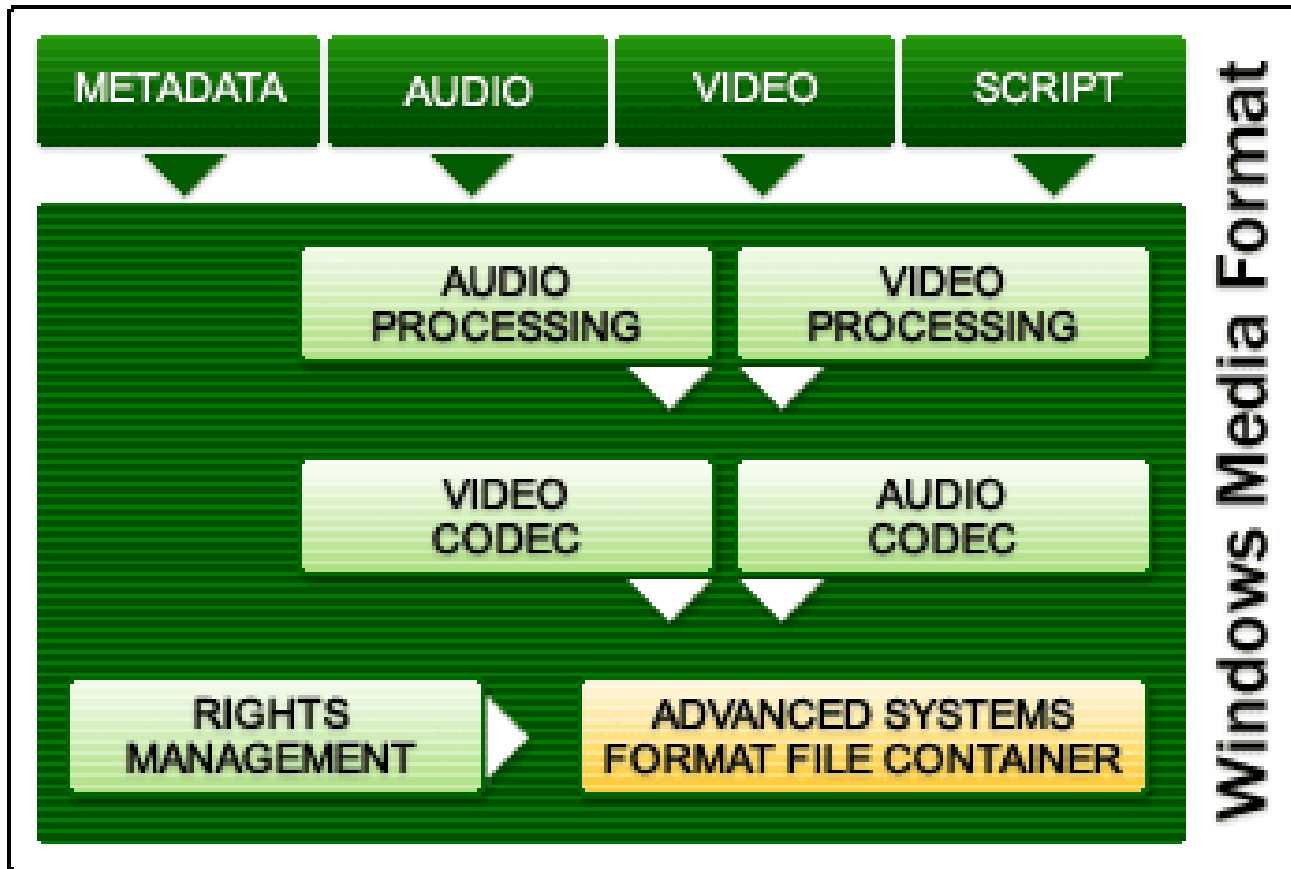 METADATA
AUDIO
VIDEO
SCRIPT
AUDIO
PROCESSING
VIDEO
PROCESSING
VIDEO
CODEC
AUDIO
CODEC
RIGHTS
MANAGEMENT
ADVANCED SYSTEMS
FORMAT FILE CONTAINER
Windows Media Format